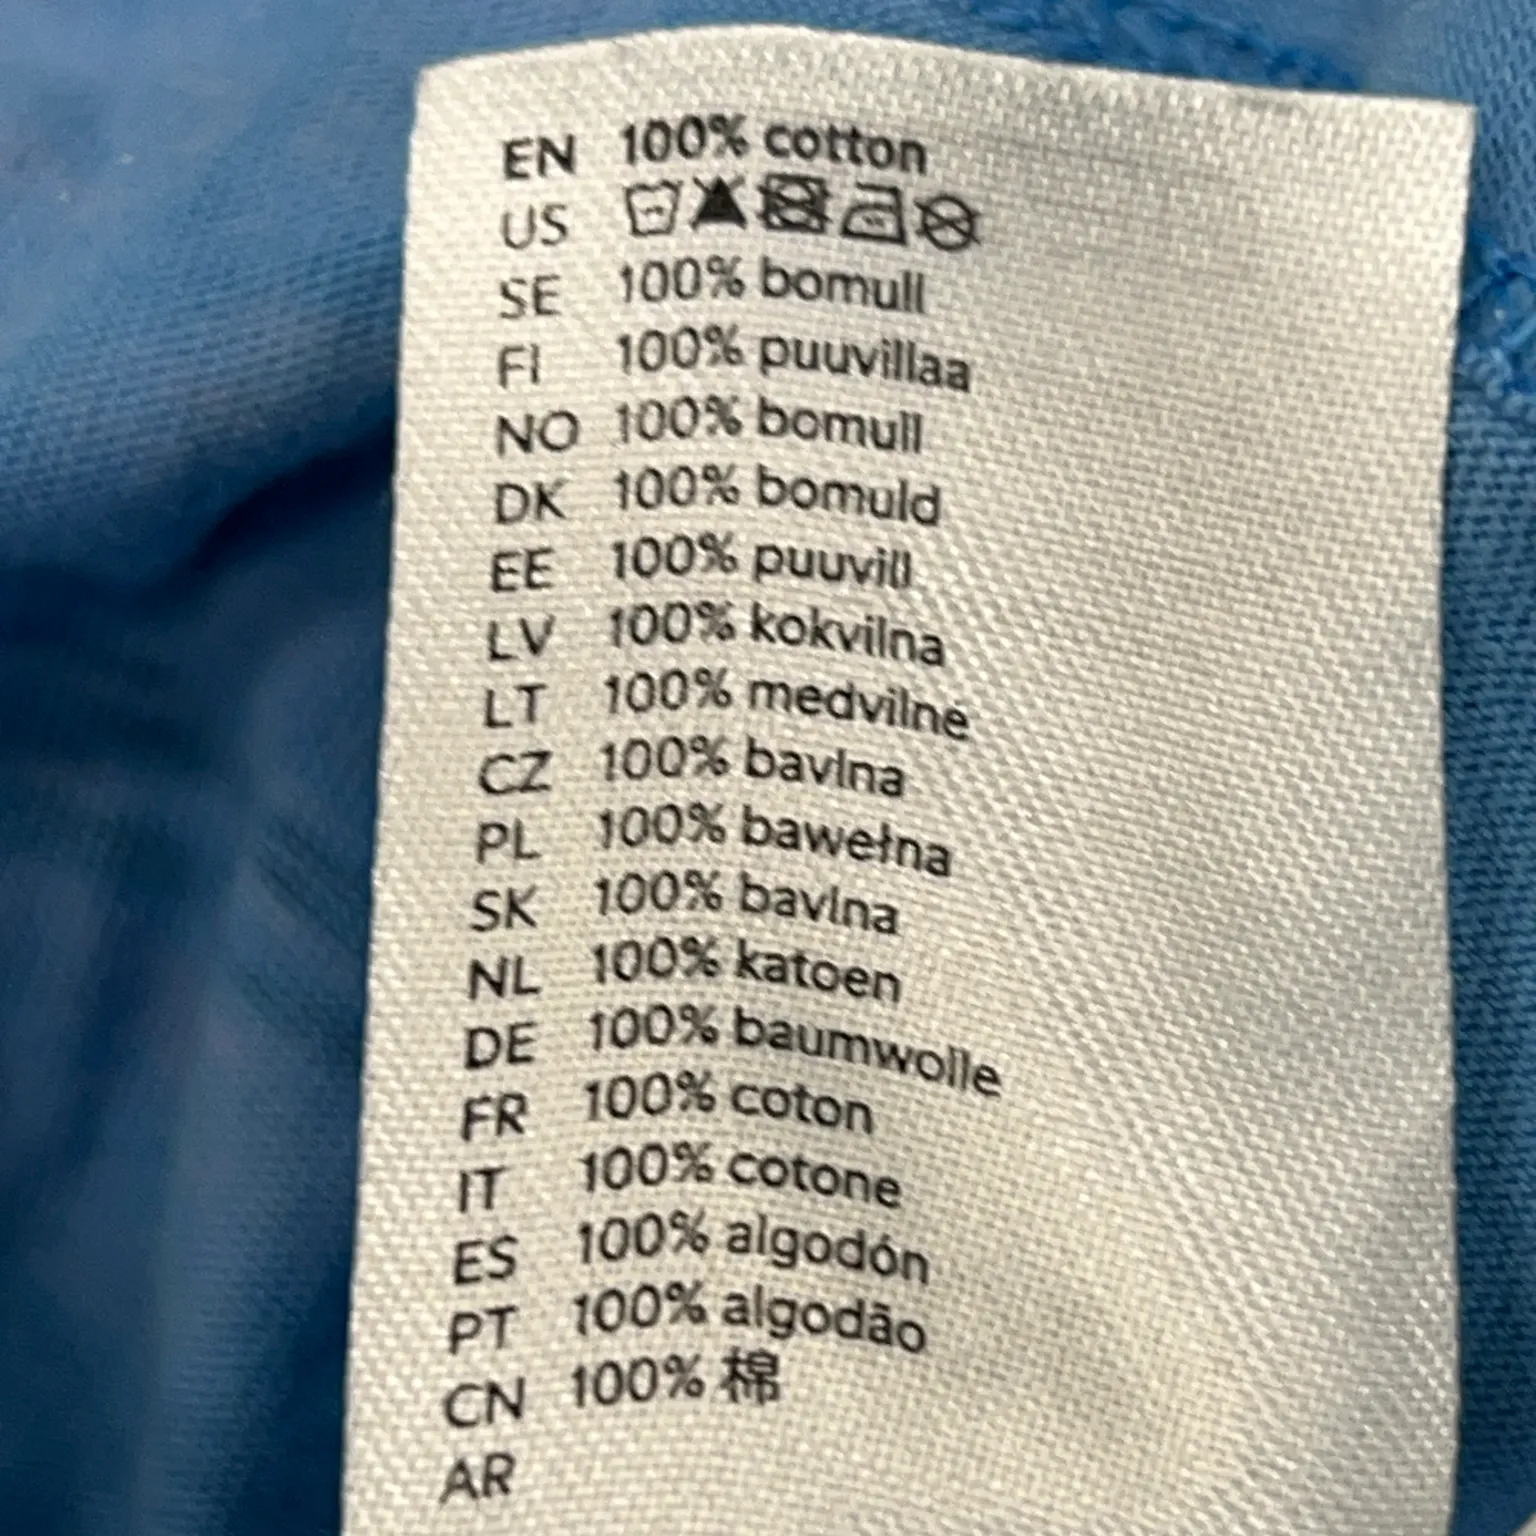 EN 100% cotton
US
SE 100% bomull
FI 100% puuvillaa
NO 100% bomull
DK 100% bomuld
EE 100% puuvill
LV 100% kokvilna
LT 100% medvilne
CZ 100% bavlna
PL 100% bawełna
SK 100% bavlna
NL 100% katoen
DE 100% baumwolle
FR 100% coton
IT 100% cotone
ES 100% algodón
PT 100% algodão
CN 100% 棉
AR